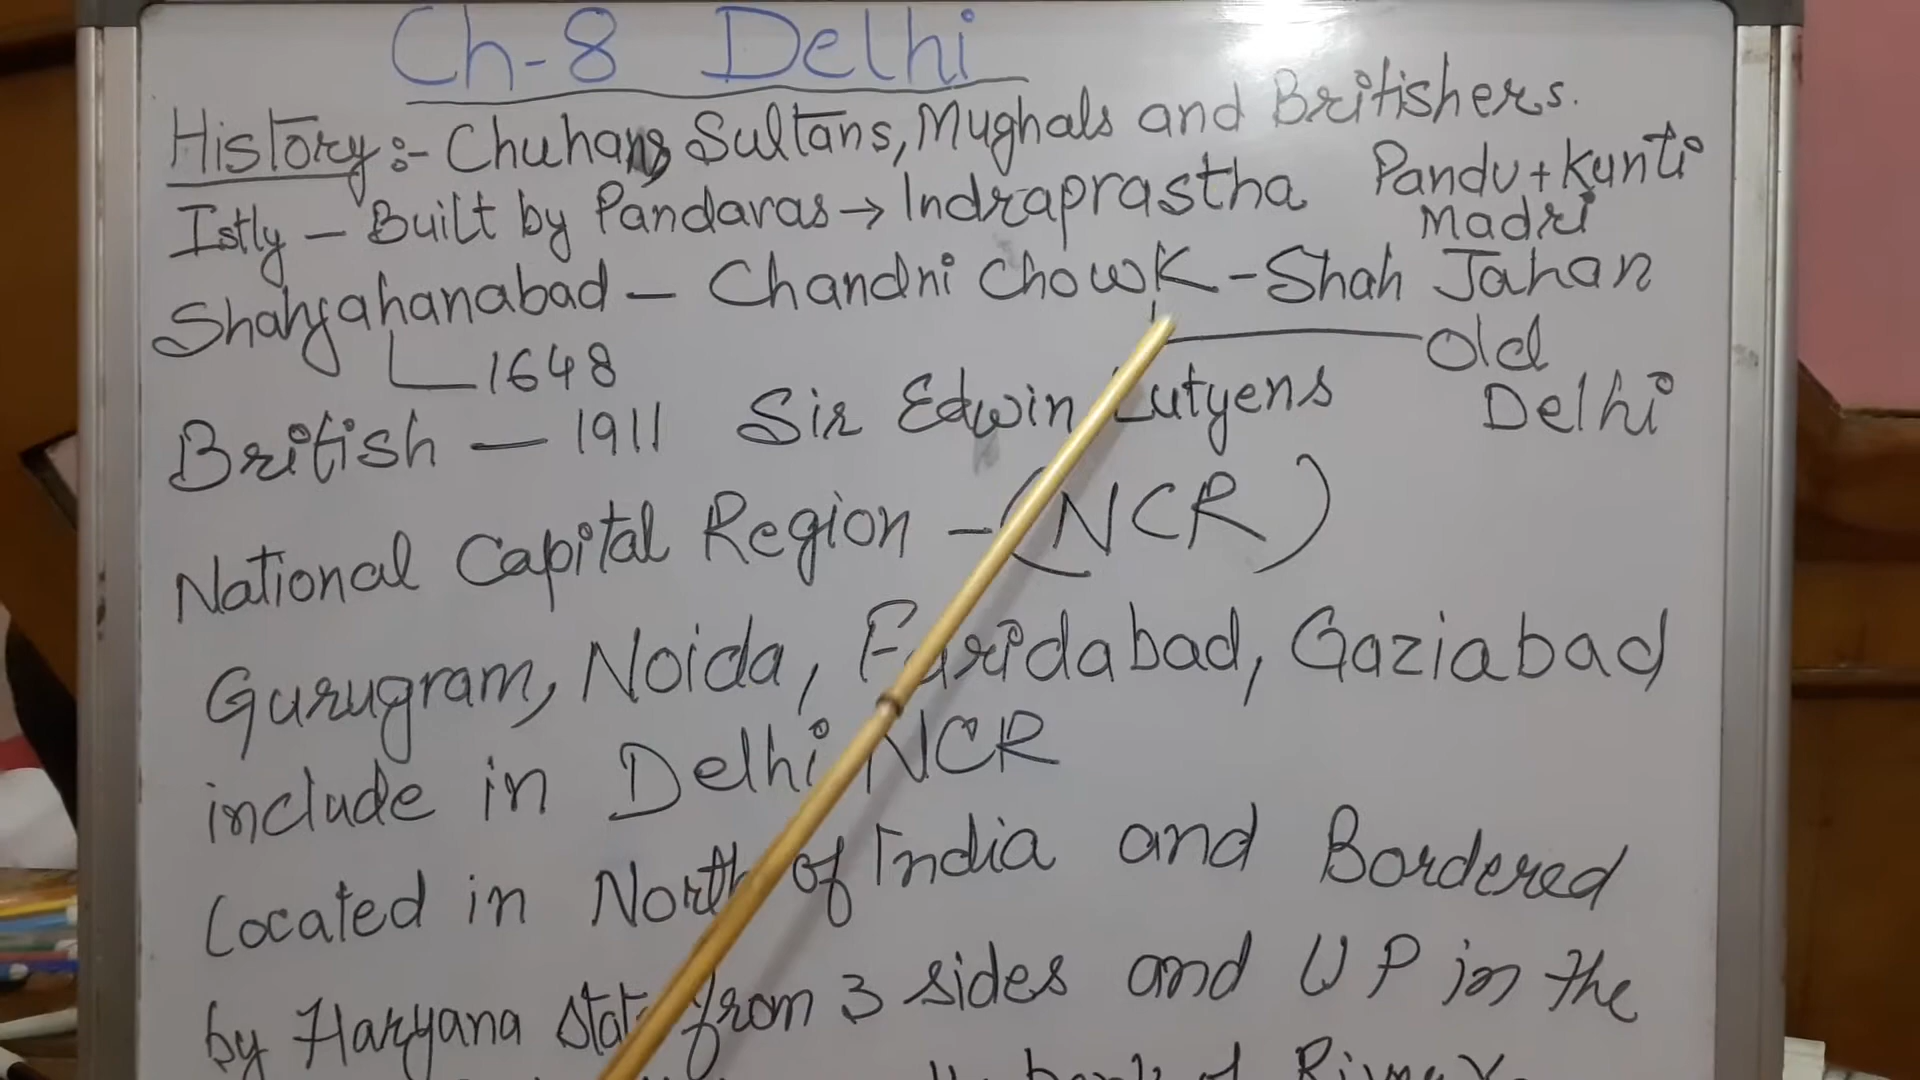 Ch-8 Delhi
History:- Chuhans Sultans, Mughals and Britishers.
Istly - Built by Pandavas → Indraprastha Pandu + Kunti
Madri
Shahjahanabad - Chandni Chowk - Shah Jahan
1648 Old
Delhi
British - 1911 Sir Edwin Lutyens
National Capital Region - (NCR)
Gurugram, Noida, Faridabad, Gaziabad
include in Delhi NCR
Located in North of India and Bordered
by Haryana State from 3 sides and UP in the
bank of River